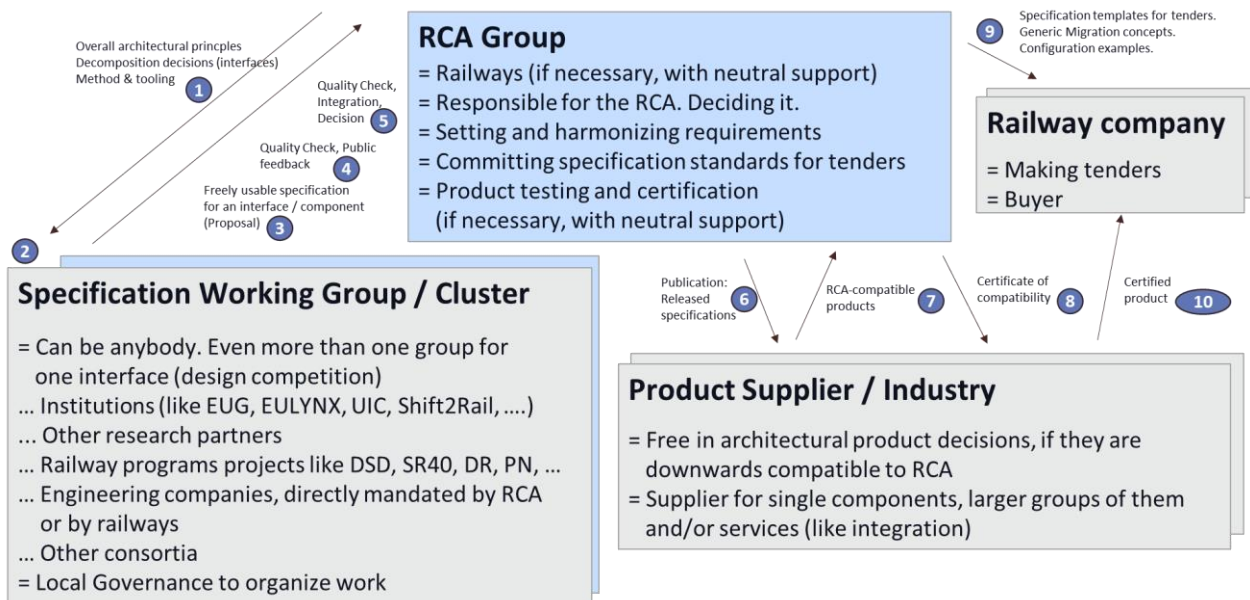 Overall architectural princples
Decomposition decisions (interfaces)
Method & tooling
1
Quality Check,
Integration,
Decision
5
Quality Check, Public
feedback
4
Freely usable specification
for an interface / component
(Proposal)
3
2
RCA Group
= Railways (if necessary, with neutral support)
= Responsible for the RCA. Deciding it.
= Setting and harmonizing requirements
= Committing specification standards for tenders
= Product testing and certification
(if necessary, with neutral support)
9
Specification templates for tenders.
Generic Migration concepts.
Configuration examples.
Railway company
= Making tenders
= Buyer
Specification Working Group / Cluster
= Can be anybody. Even more than one group for
one interface (design competition)
... Institutions (like EUG, EULYNX, UIC, Shift2Rail, ....)
... Other research partners
... Railway programs projects like DSD, SR40, DR, PN, ...
... Engineering companies, directly mandated by RCA
or by railways
... Other consortia
= Local Governance to organize work
Publication:
Released
specifications
6
RCA-compatible
products
7
Certificate of
compatibility
8
Certified
product
10
Product Supplier / Industry
= Free in architectural product decisions, if they are
downwards compatible to RCA
= Supplier for single components, larger groups of them
and/or services (like integration)